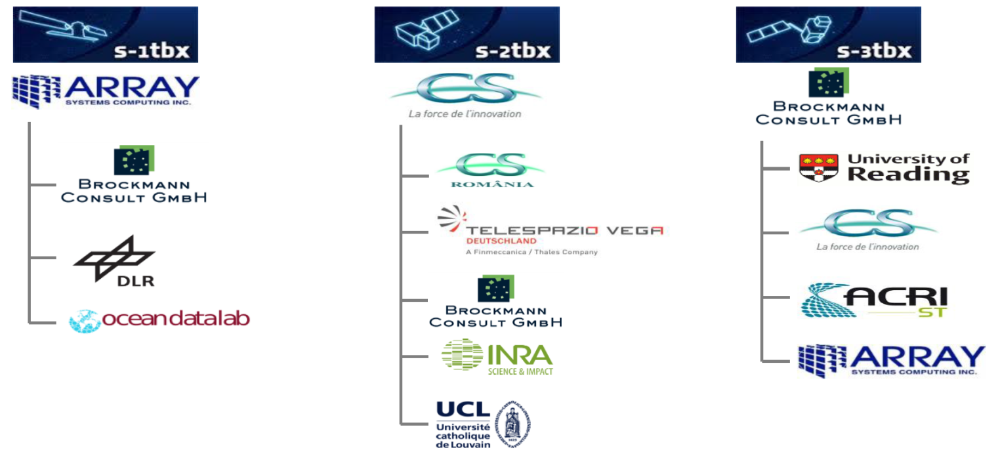 s-1tbx
ARRAY
SYSTEMS COMPUTING INC.
BROCKMANN
CONSULT GMBH
DLR
oceandatalab
s-2tbx
CS
La force de l'innovation
CS
ROMÂNIA
TELESPAZIO VEGA
DEUTSCHLAND
A Finmeccanica / Thales Company
BROCKMANN
CONSULT GMBH
INRA
SCIENCE & IMPACT
UCL
Université
catholique
de Louvain
s-3tbx
BROCKMANN
CONSULT GMBH
University of
Reading
CS
La force de l'innovation
ACRI
ST
ARRAY
SYSTEMS COMPUTING INC.